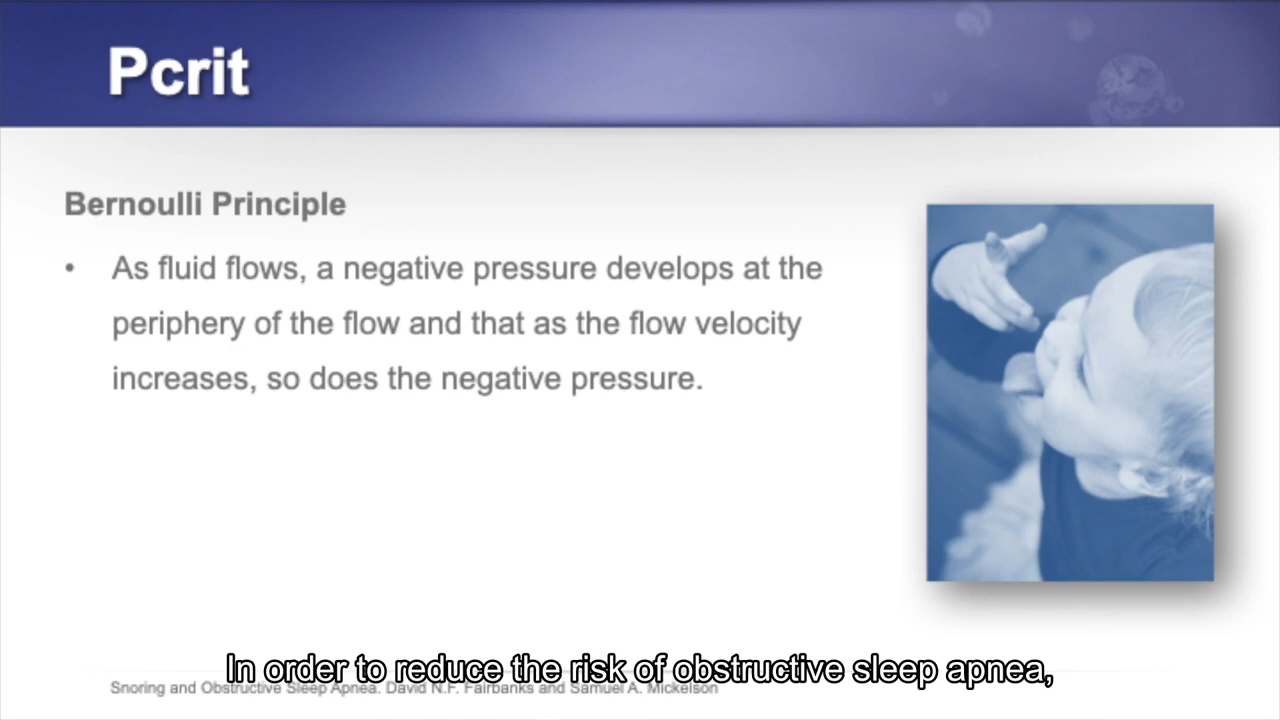 Pcrit
Bernoulli Principle
• As fluid flows, a negative pressure develops at the
periphery of the flow and that as the flow velocity
increases, so does the negative pressure.
In order to reduce the risk of obstructive sleep apnea,
Snoring and Obstructive Sleep Apnea. David N.F. Fairbanks and Samuel A. Mickelson